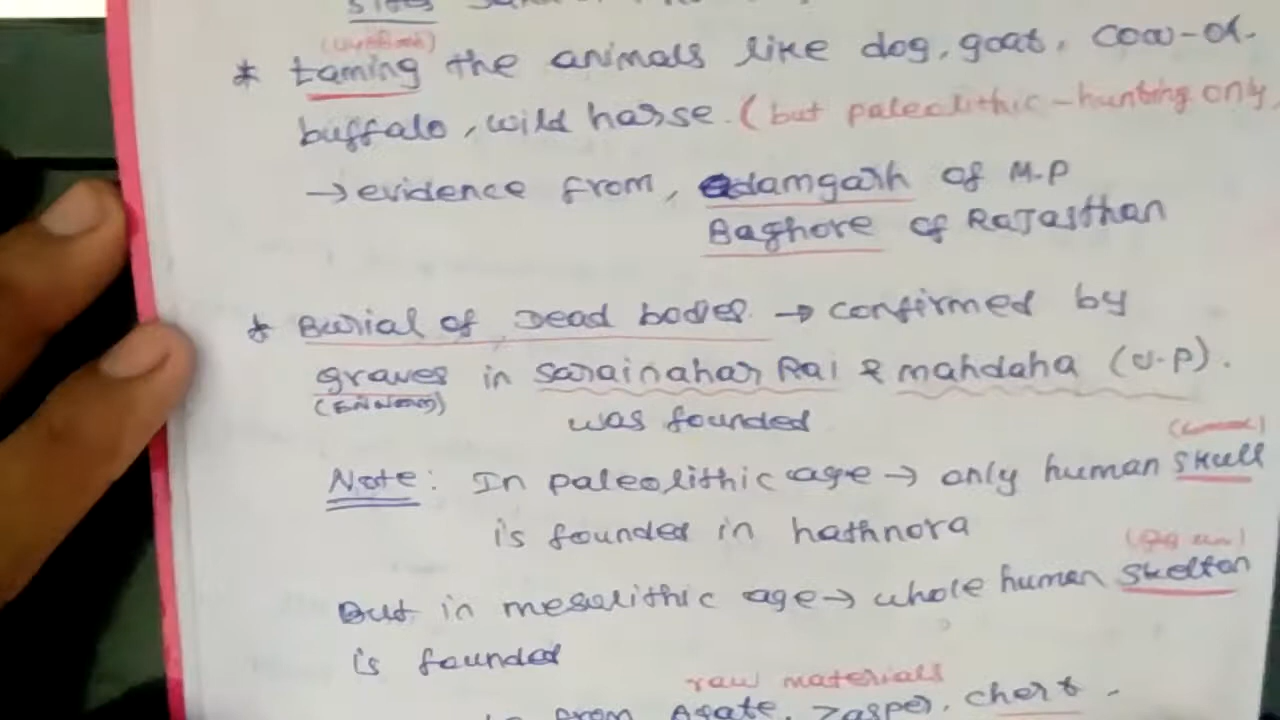 * taming the animals like dog, goat, cow-ox.
buffalo, wild horse. (but paleolithic - hunting only,
→ evidence from, adamgarh of M.P
Baghore of Rajasthan
* Burial of Dead bodies. → confirmed by
graves in Sarainahar Rai & mahdaha (U.P).
was founded
Note: In paleolithic age → only human skull
is founded in hathnora
But in mesolithic age → whole human skelton
is founded
raw materials
from Agate, Jasper, chert.